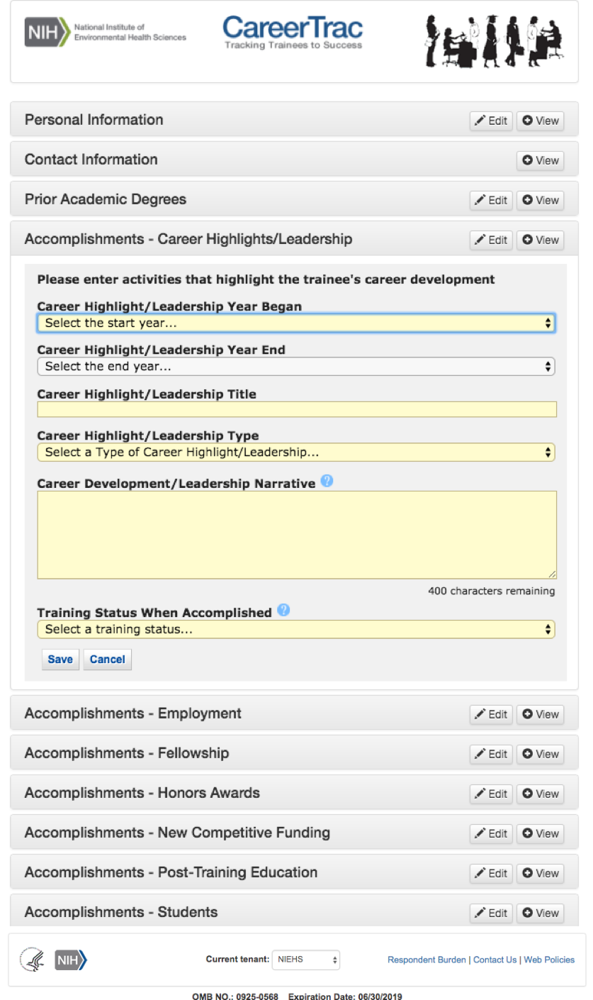 NIH National Institute of
Environmental Health Sciences
CareerTrac
Tracking Trainees to Success
Personal Information Edit View
Contact Information View
Prior Academic Degrees Edit View
Accomplishments - Career Highlights/Leadership Edit View
Please enter activities that highlight the trainee's career development
Career Highlight/Leadership Year Began
Select the start year...
Career Highlight/Leadership Year End
Select the end year...
Career Highlight/Leadership Title
Career Highlight/Leadership Type
Select a Type of Career Highlight/Leadership...
Career Development/Leadership Narrative ?
400 characters remaining
Training Status When Accomplished ?
Select a training status...
Save Cancel
Accomplishments - Employment Edit View
Accomplishments - Fellowship Edit View
Accomplishments - Honors Awards Edit View
Accomplishments - New Competitive Funding Edit View
Accomplishments - Post-Training Education Edit View
Accomplishments - Students Edit View
NIH Current tenant: NIEHS Respondent Burden | Contact Us | Web Policies
OMB NO.: 0925-0568 Expiration Date: 06/30/2019